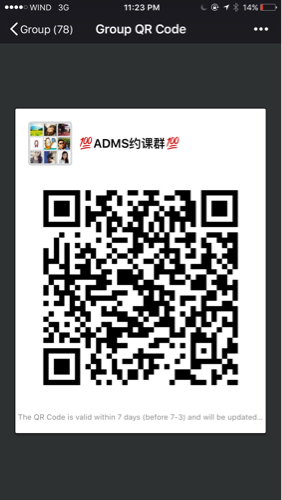 WIND 3G 11:23 PM 14%
Group (78) Group QR Code
💯ADMS约课群💯
The QR Code is valid within 7 days (before 7-3) and will be updated...